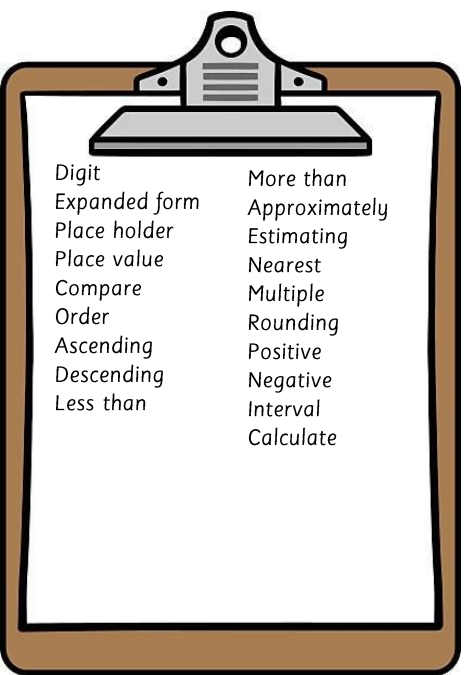 Digit
Expanded form
Place holder
Place value
Compare
Order
Ascending
Descending
Less than
More than
Approximately
Estimating
Nearest
Multiple
Rounding
Positive
Negative
Interval
Calculate